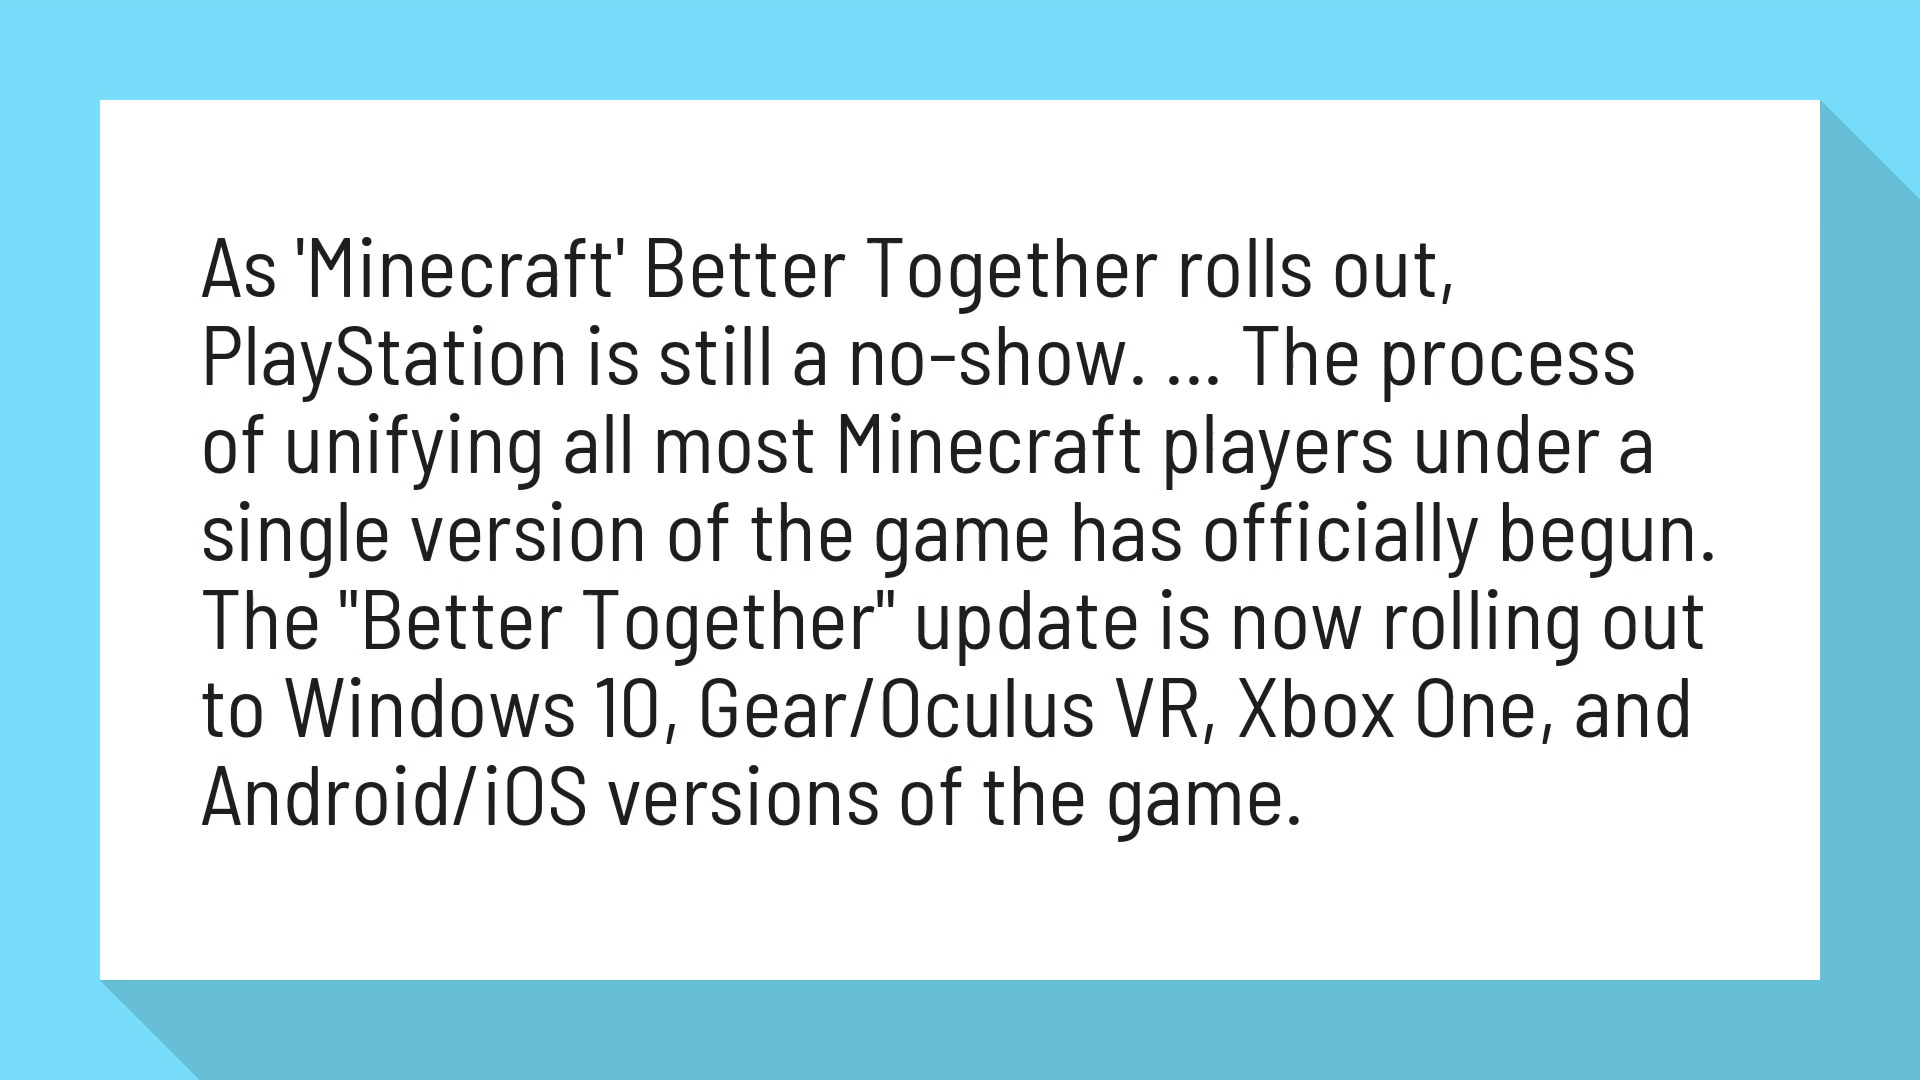 As 'Minecraft' Better Together rolls out,
PlayStation is still a no-show. ... The process
of unifying all most Minecraft players under a
single version of the game has officially begun.
The "Better Together" update is now rolling out
to Windows 10, Gear/Oculus VR, Xbox One, and
Android/iOS versions of the game.